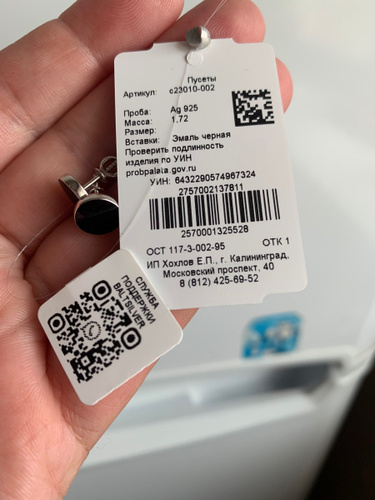 Пусеты
Артикул: с23010-002
Проба: Ag 925
Масса: 1,72
Размер:
Вставки: Эмаль черная
Проверить подлинность
изделия по УИН
probpalata.gov.ru
УИН: 6432290574967324
2757002137811
2570001325528
ОСТ 117-3-002-95 ОТК 1
ИП Хохлов Е.П., г. Калининград,
Московский проспект, 40
8 (812) 425-69-52
СЛУЖБА
ПОДДЕРЖКИ
BALTSILVER